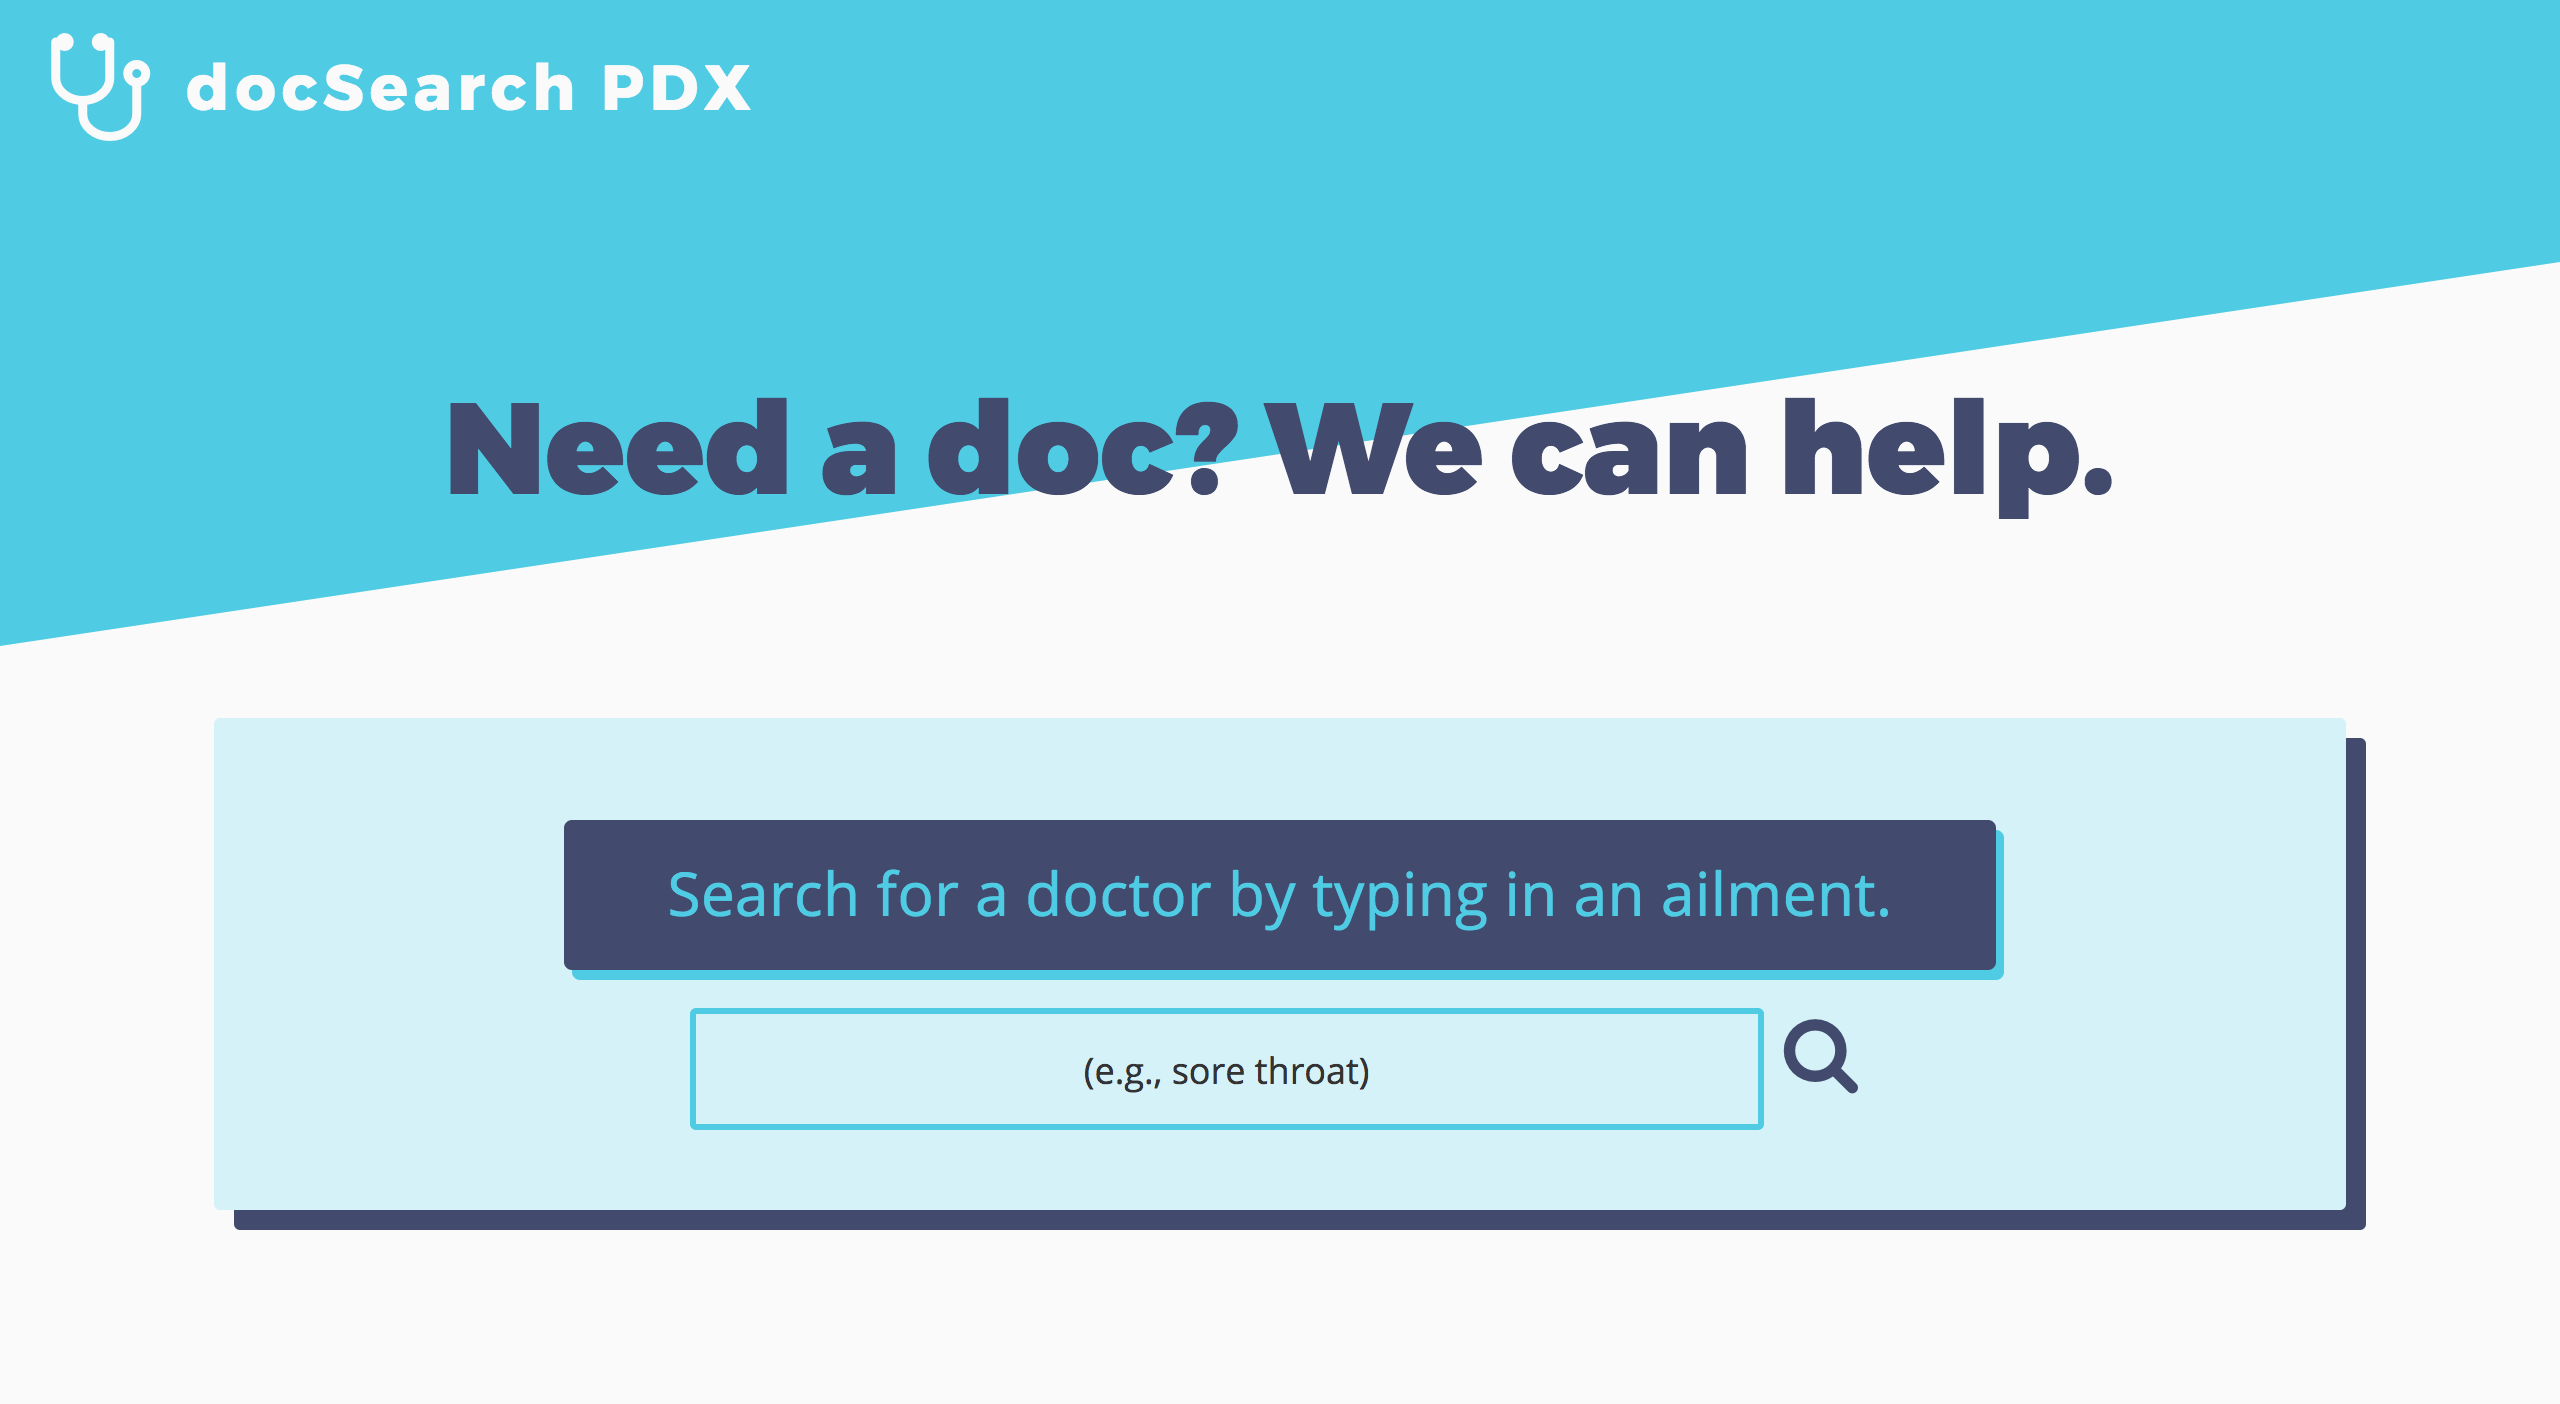 docSearch PDX
Need a doc? We can help.
Search for a doctor by typing in an ailment.
(e.g., sore throat)